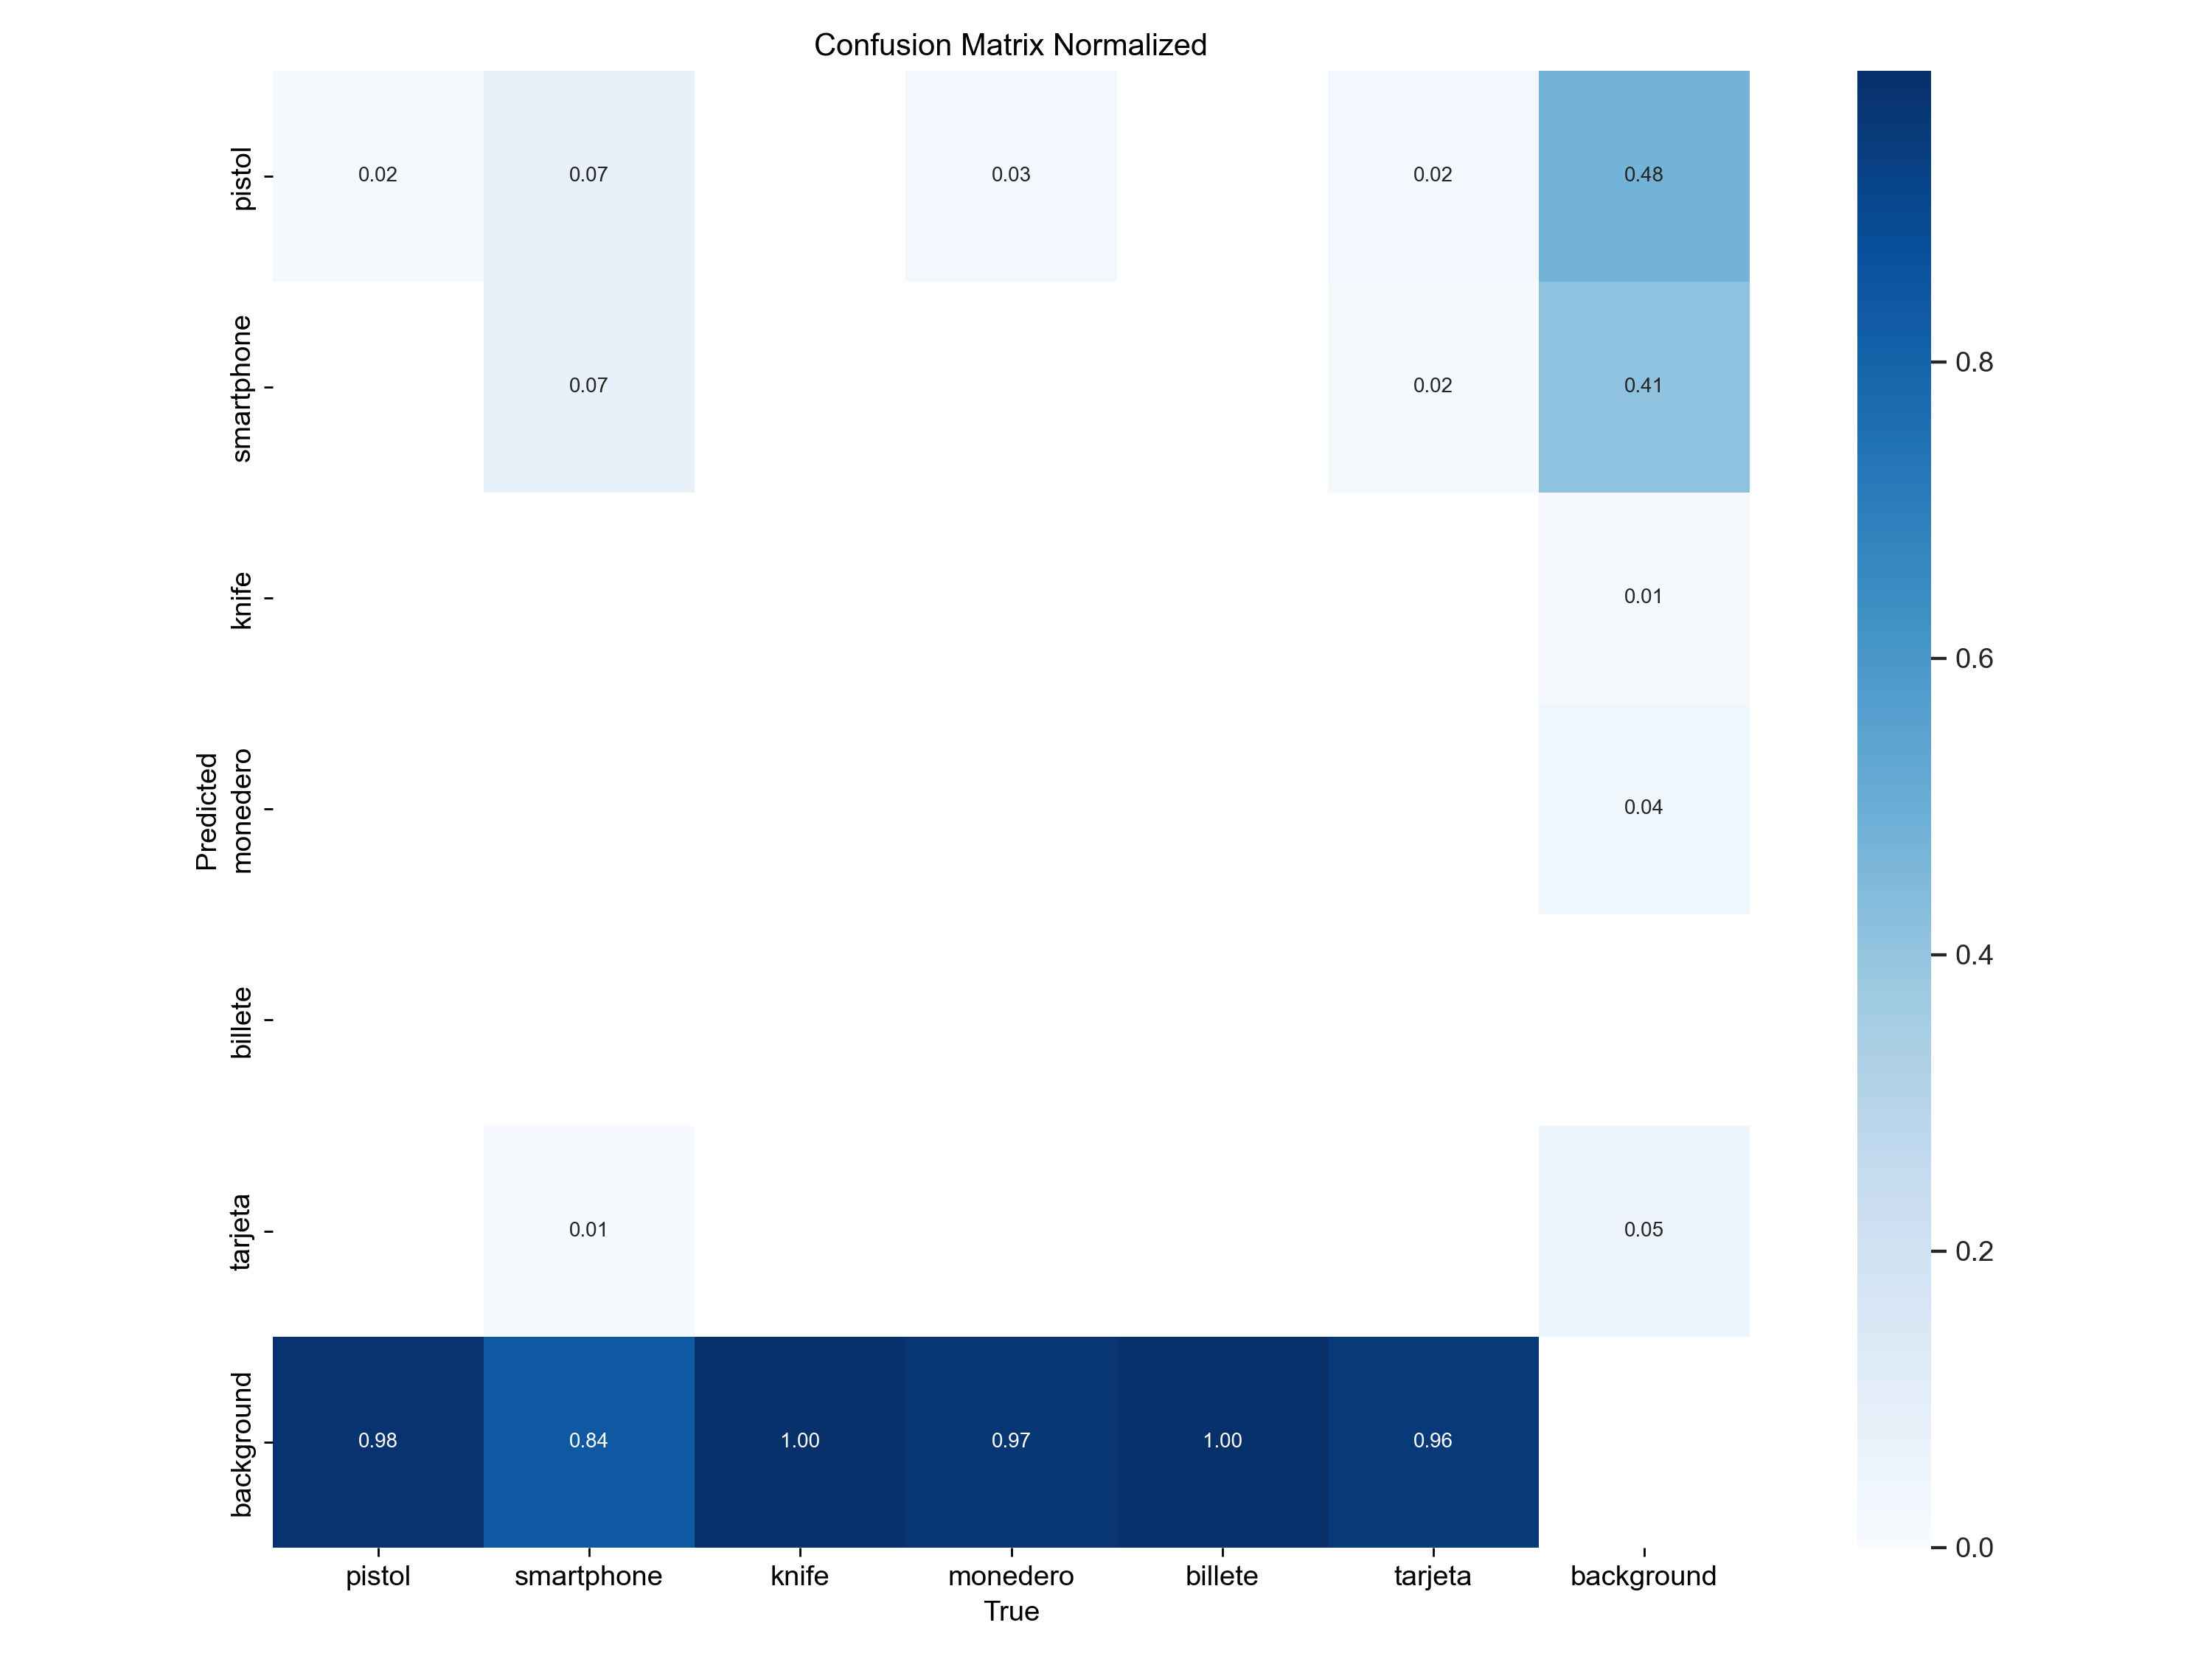 Confusion Matrix Normalized
pistol
0.02
0.07
0.03
0.02
0.48
smartphone
0.07
0.02
0.41
knife
0.01
Predicted
monedero
0.04
billete
tarjeta
0.01
0.05
background
0.98
0.84
1.00
0.97
1.00
0.96
pistol
smartphone
knife
monedero
billete
tarjeta
background
True
0.8
0.6
0.4
0.2
0.0